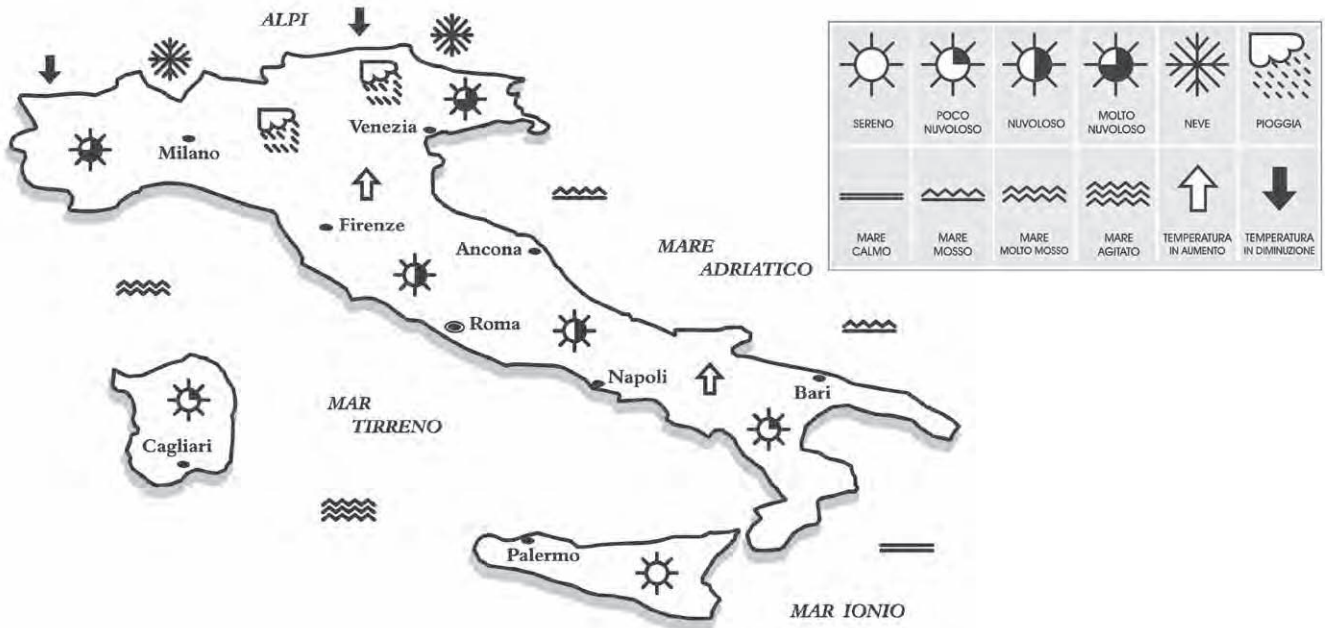 ALPI
Venezia
Milano
Firenze
Ancona
MARE
ADRIATICO
Roma
Napoli
Bari
MAR
TIRRENO
Cagliari
Palermo
MAR IONIO
SERENO
POCO
NUVOLOSO
NUVOLOSO
MOLTO
NUVOLOSO
NEVE
PIOGGIA
MARE
CALMO
MARE
MOSSO
MARE
MOLTO MOSSO
MARE
AGITATO
TEMPERATURA
IN AUMENTO
TEMPERATURA
IN DIMINUZIONE